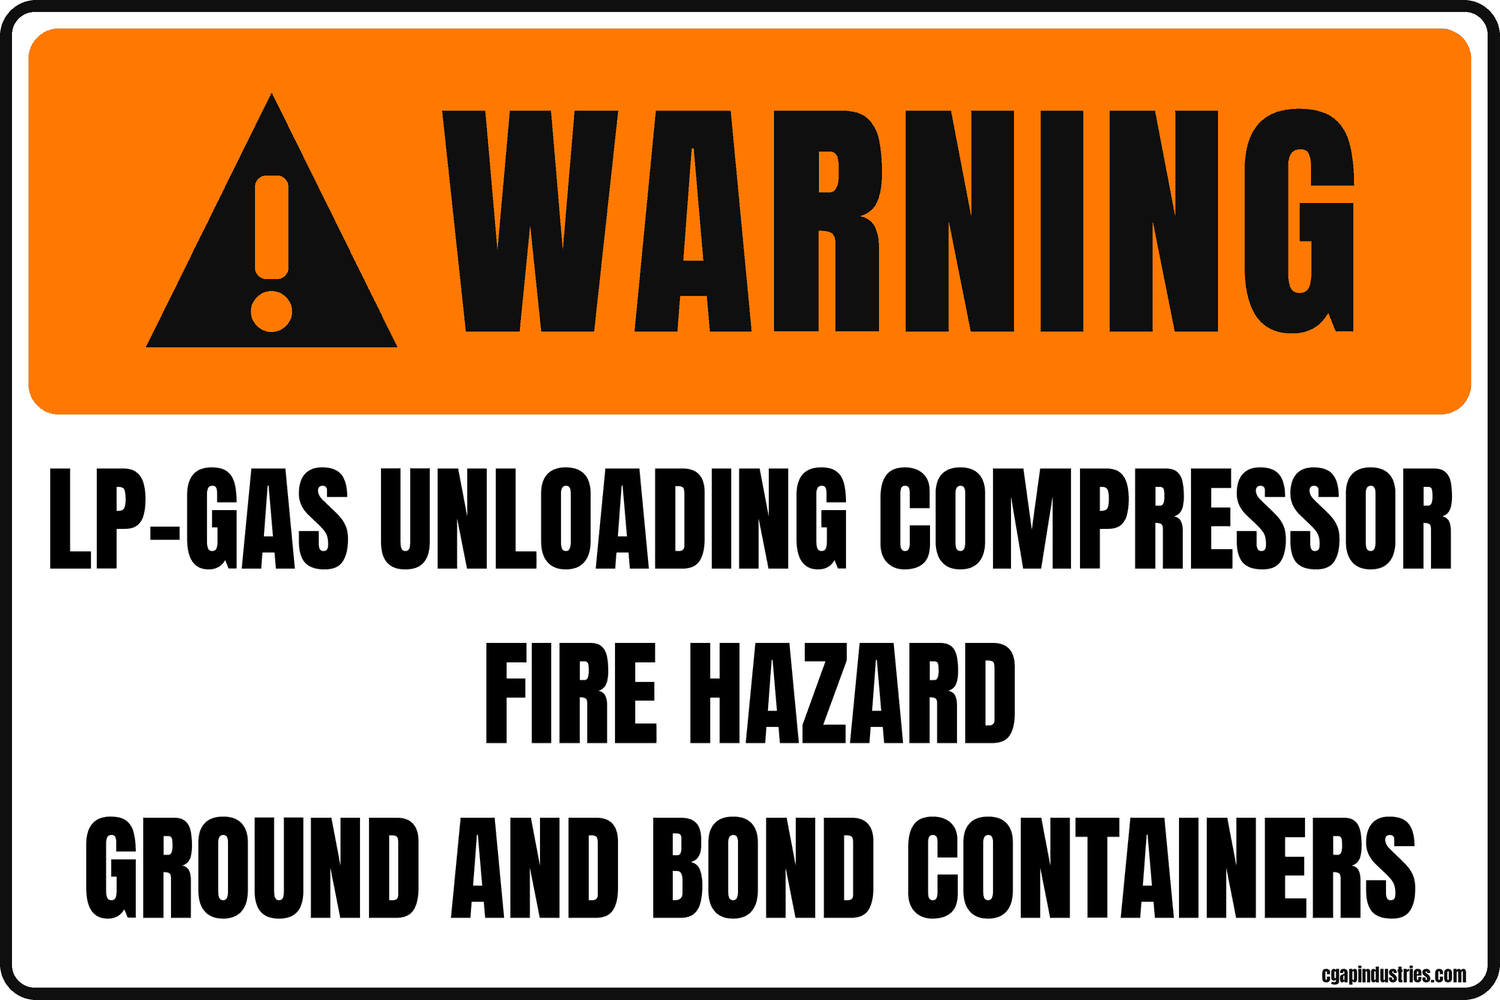 WARNING
LP-GAS UNLOADING COMPRESSOR
FIRE HAZARD
GROUND AND BOND CONTAINERS
cgapindustries.com